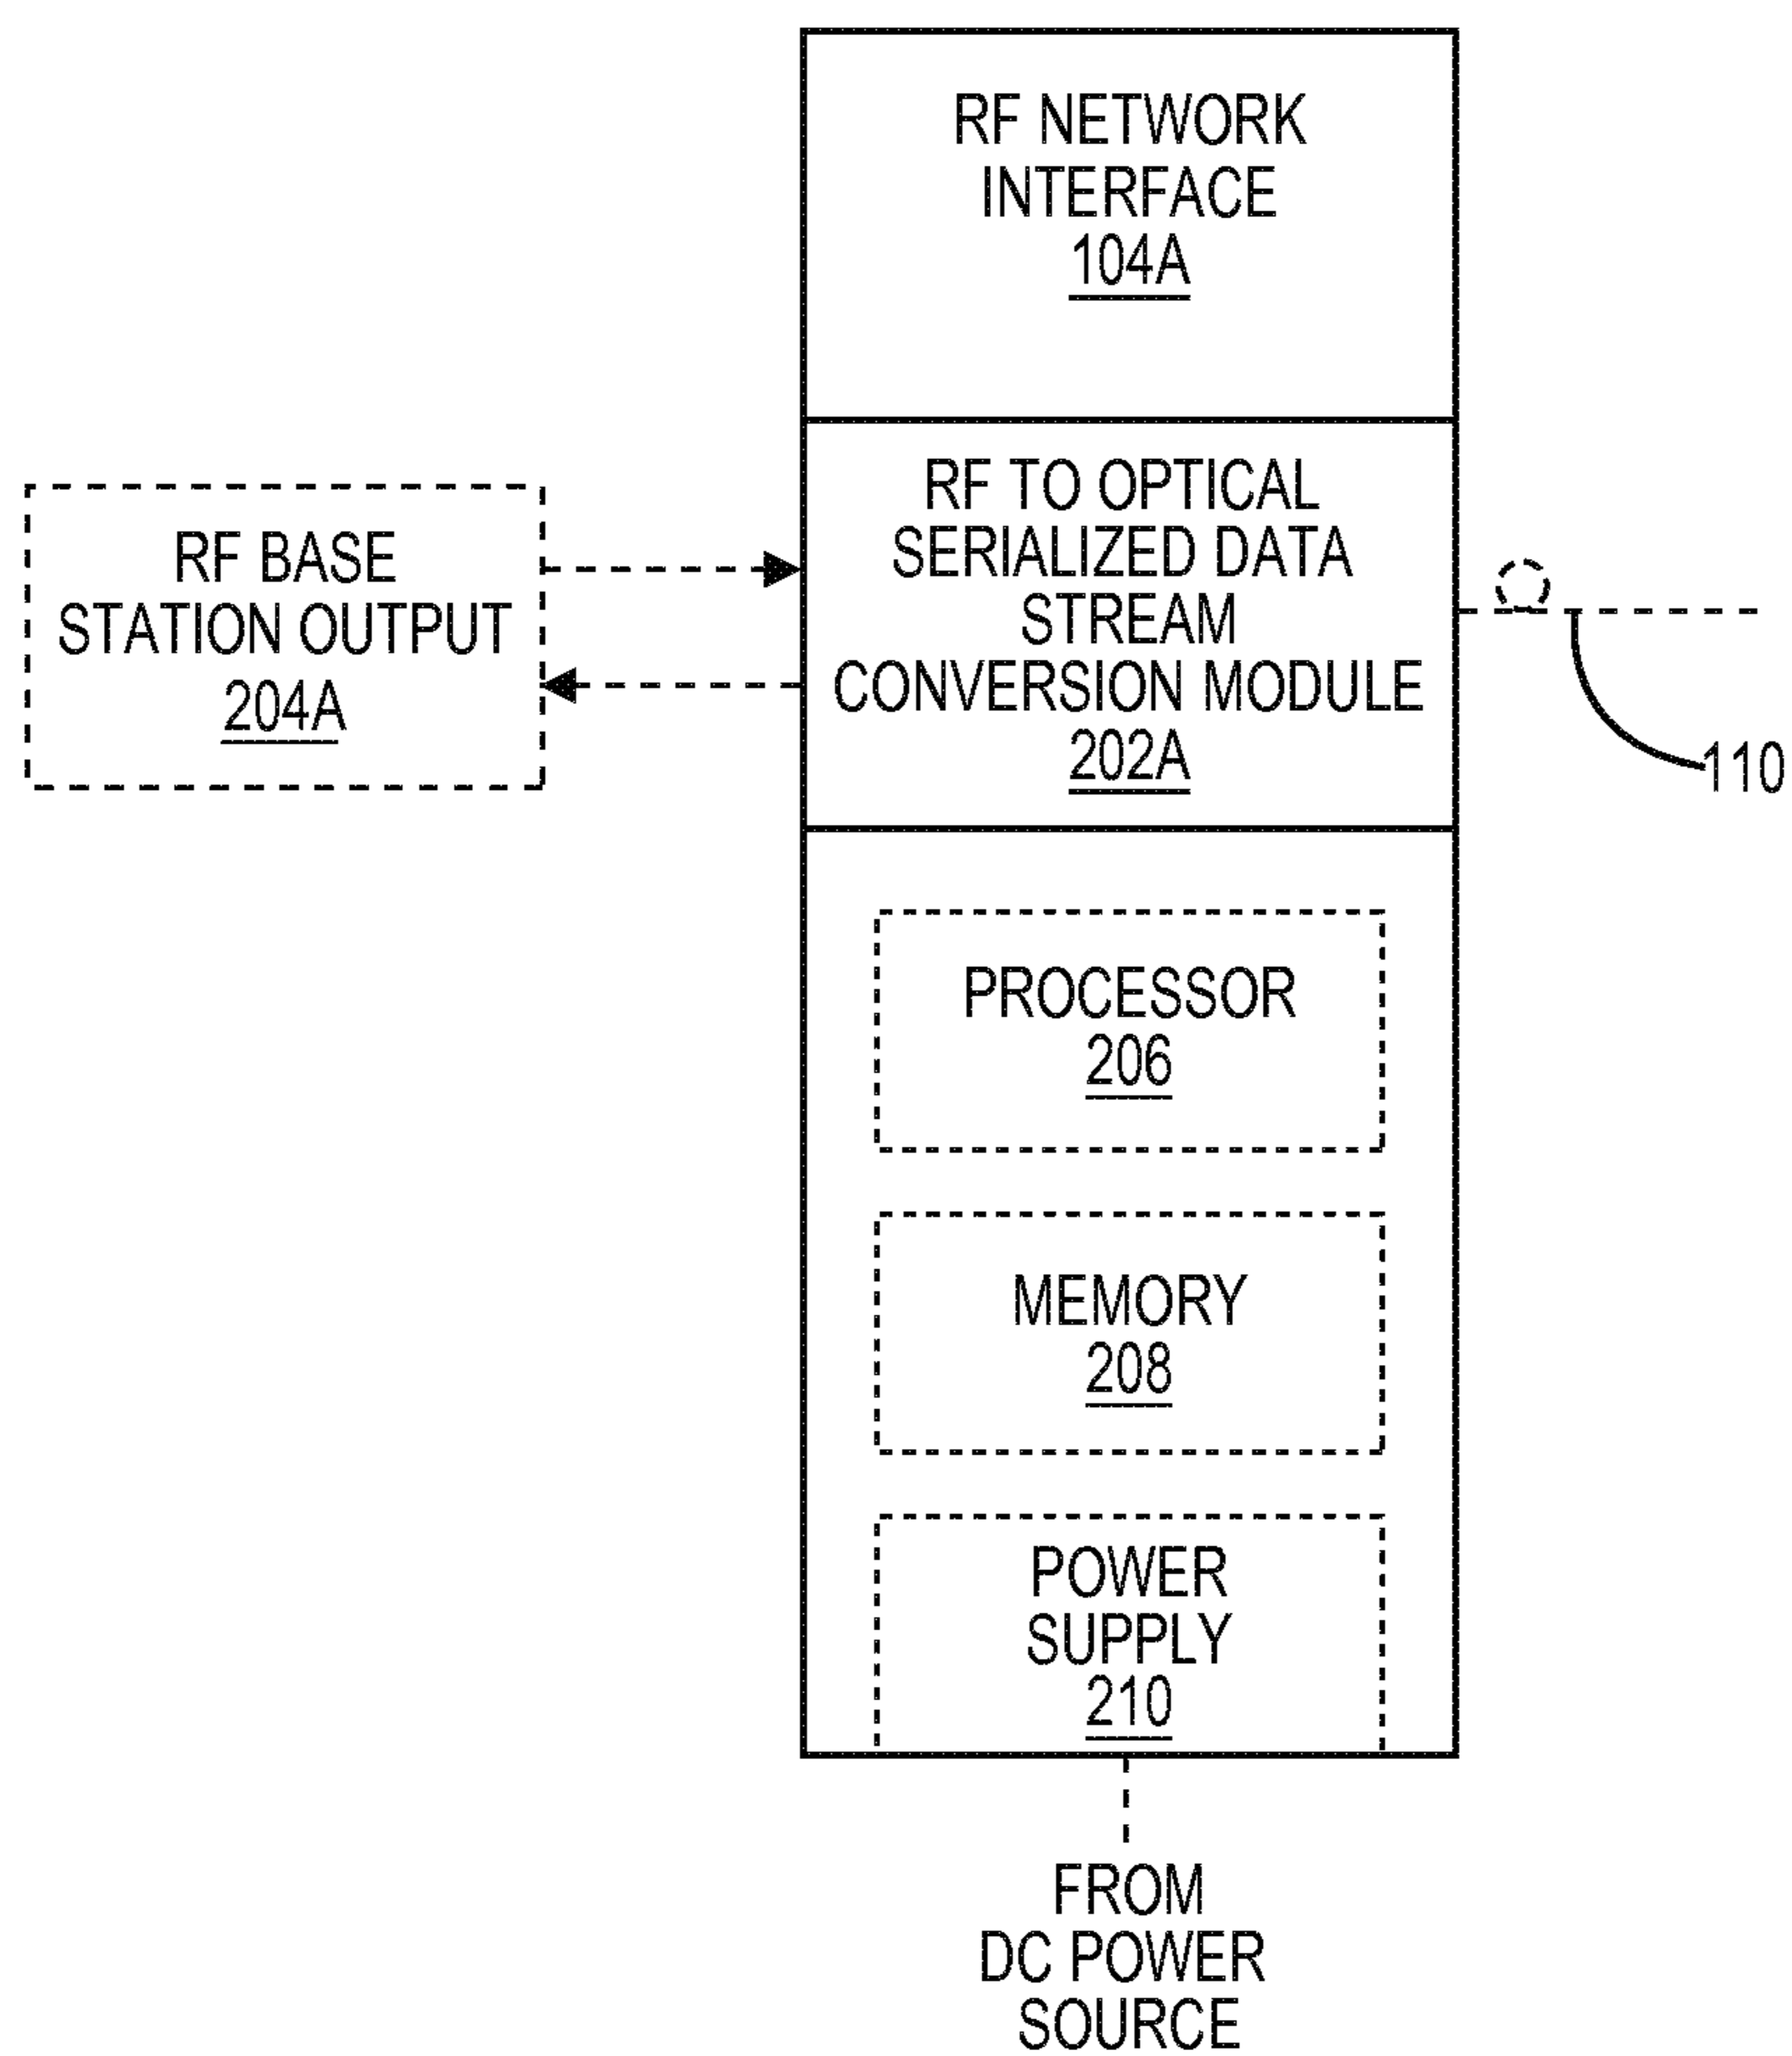 RF NETWORK
INTERFACE
104A
RF TO OPTICAL
SERIALIZED DATA
STREAM
CONVERSION MODULE
202A
RF BASE
STATION OUTPUT
204A
110
PROCESSOR
206
MEMORY
208
POWER
SUPPLY
210
FROM
DC POWER
SOURCE